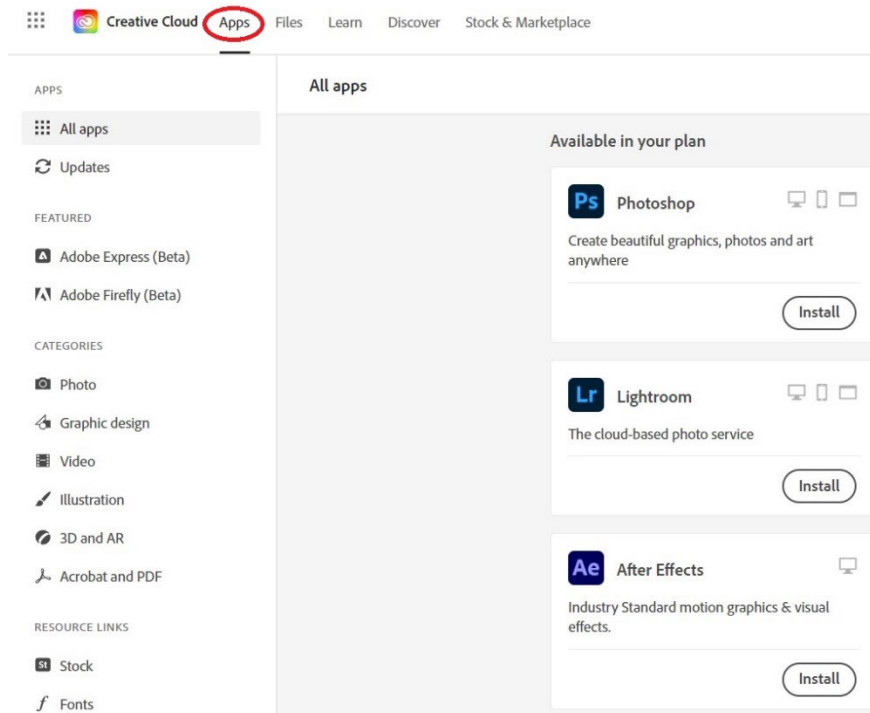 Creative Cloud Apps Files Learn Discover Stock & Marketplace
APPS
All apps
Updates
FEATURED
Adobe Express (Beta)
Adobe Firefly (Beta)
CATEGORIES
Photo
Graphic design
Video
Illustration
3D and AR
Acrobat and PDF
RESOURCE LINKS
St Stock
f Fonts
All apps
Available in your plan
Ps Photoshop
Create beautiful graphics, photos and art
anywhere
Install
Lr Lightroom
The cloud-based photo service
Install
Ae After Effects
Industry Standard motion graphics & visual
effects.
Install